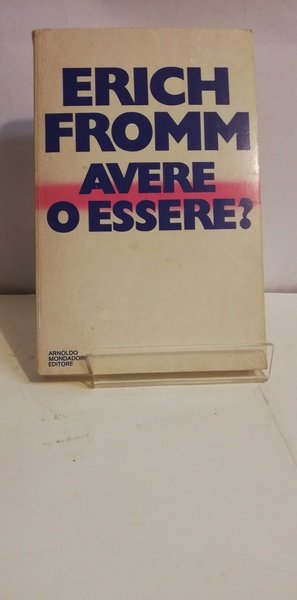 ERICH
FROMM
AVERE
O ESSERE?
ARNOLDO
MONDADORI
EDITORE